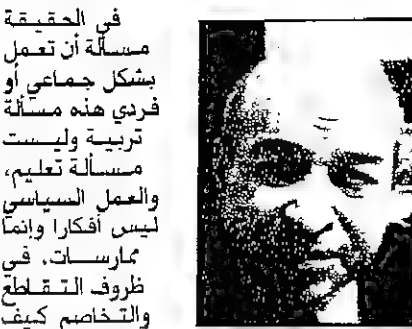 في الحقيقة
مسألة أن تعمل
بشكل جماعي أو
فردي هذه مسألة
تربية وليست
مسألة تعليم،
والعمل السياسي
ليس أفكارا وإنما
ممارسات، في
ظروف التقاطع
والتخاصم كيف